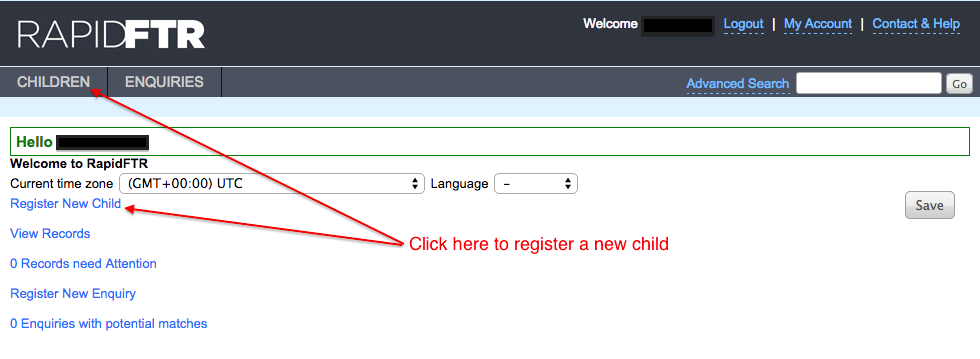 RAPIDFTR
Welcome Logout | My Account | Contact & Help
CHILDREN ENQUIRIES Advanced Search Go
Hello
Welcome to RapidFTR
Current time zone (GMT+00:00) UTC Language -
Register New Child
Save
View Records
Click here to register a new child
0 Records need Attention
Register New Enquiry
0 Enquiries with potential matches